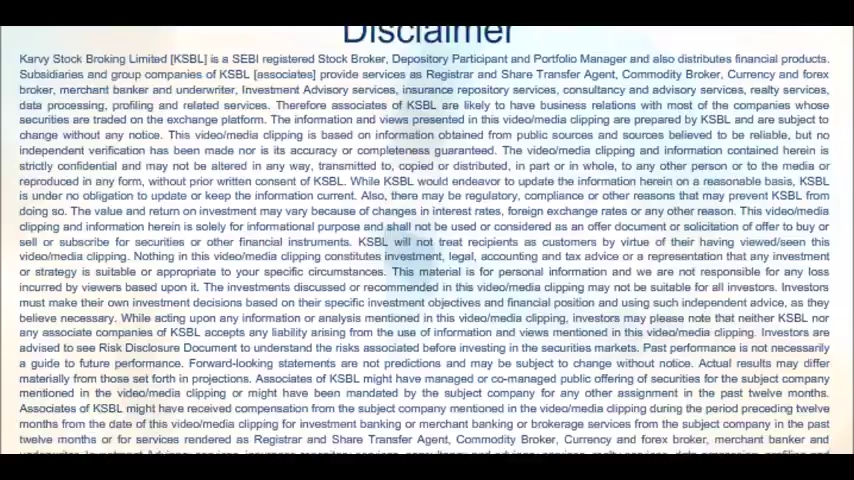 Disclaimer
Karvy Stock Broking Limited [KSBL] is a SEBI registered Stock Broker, Depository Participant and Portfolio Manager and also distributes financial products.
Subsidiaries and group companies of KSBL [associates] provide services as Registrar and Share Transfer Agent, Commodity Broker, Currency and forex
broker, merchant banker and underwriter, Investment Advisory services, insurance repository services, consultancy and advisory services, realty services,
data processing, profiling and related services. Therefore associates of KSBL are likely to have business relations with most of the companies whose
securities are traded on the exchange platform. The information and views presented in this video/media clipping are prepared by KSBL and are subject to
change without any notice. This video/media clipping is based on information obtained from public sources and sources believed to be reliable, but no
independent verification has been made nor is its accuracy or completeness guaranteed. The video/media clipping and information contained herein is
strictly confidential and may not be altered in any way, transmitted to, copied or distributed, in part or in whole, to any other person or to the media or
reproduced in any form, without prior written consent of KSBL. While KSBL would endeavor to update the information herein on a reasonable basis, KSBL
is under no obligation to update or keep the information current. Also, there may be regulatory, compliance or other reasons that may prevent KSBL from
doing so. The value and return on investment may vary because of changes in interest rates, foreign exchange rates or any other reason. This video/media
clipping and information herein is solely for informational purpose and shall not be used or considered as an offer document or solicitation of offer to buy or
sell or subscribe for securities or other financial instruments. KSBL will not treat recipients as customers by virtue of their having viewed/seen this
video/media clipping. Nothing in this video/media clipping constitutes investment, legal, accounting and tax advice or a representation that any investment
or strategy is suitable or appropriate to your specific circumstances. This material is for personal information and we are not responsible for any loss
incurred by viewers based upon it. The investments discussed or recommended in this video/media clipping may not be suitable for all investors. Investors
must make their own investment decisions based on their specific investment objectives and financial position and using such independent advice, as they
believe necessary. While acting upon any information or analysis mentioned in this video/media clipping, investors may please note that neither KSBL nor
any associate companies of KSBL accepts any liability arising from the use of information and views mentioned in this video/media clipping. Investors are
advised to see Risk Disclosure Document to understand the risks associated before investing in the securities markets. Past performance is not necessarily
a guide to future performance. Forward-looking statements are not predictions and may be subject to change without notice. Actual results may differ
materially from those set forth in projections. Associates of KSBL might have managed or co-managed public offering of securities for the subject company
mentioned in the video/media clipping or might have been mandated by the subject company for any other assignment in the past twelve months.
Associates of KSBL might have received compensation from the subject company mentioned in the video/media clipping during the period preceding twelve
months from the date of this video/media clipping for investment banking or merchant banking or brokerage services from the subject company in the past
twelve months or for services rendered as Registrar and Share Transfer Agent, Commodity Broker, Currency and forex broker, merchant banker and